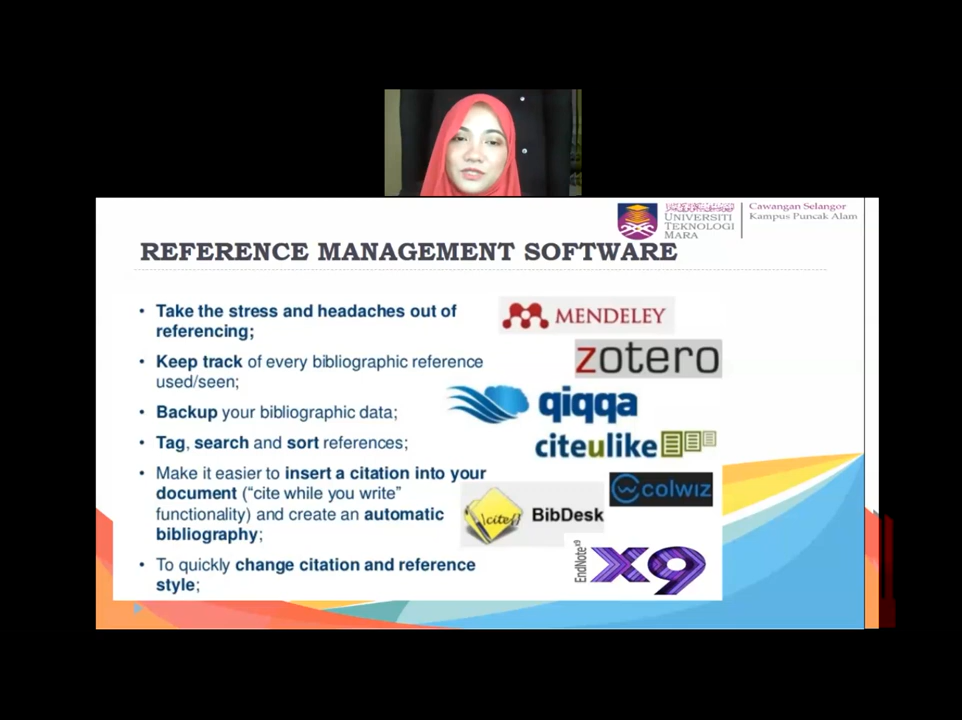 UNIVERSITI
TEKNOLOGI
MARA
Cawangan Selangor
Kampus Puncak Alam
REFERENCE MANAGEMENT SOFTWARE
• Take the stress and headaches out of
referencing;
• Keep track of every bibliographic reference
used/seen;
• Backup your bibliographic data;
• Tag, search and sort references;
• Make it easier to insert a citation into your
document (“cite while you write”
functionality) and create an automatic
bibliography;
• To quickly change citation and reference
style;
MENDELEY
zotero
qiqqa
citeulike
colwiz
\cite{}
BibDesk
EndNote x9
X9